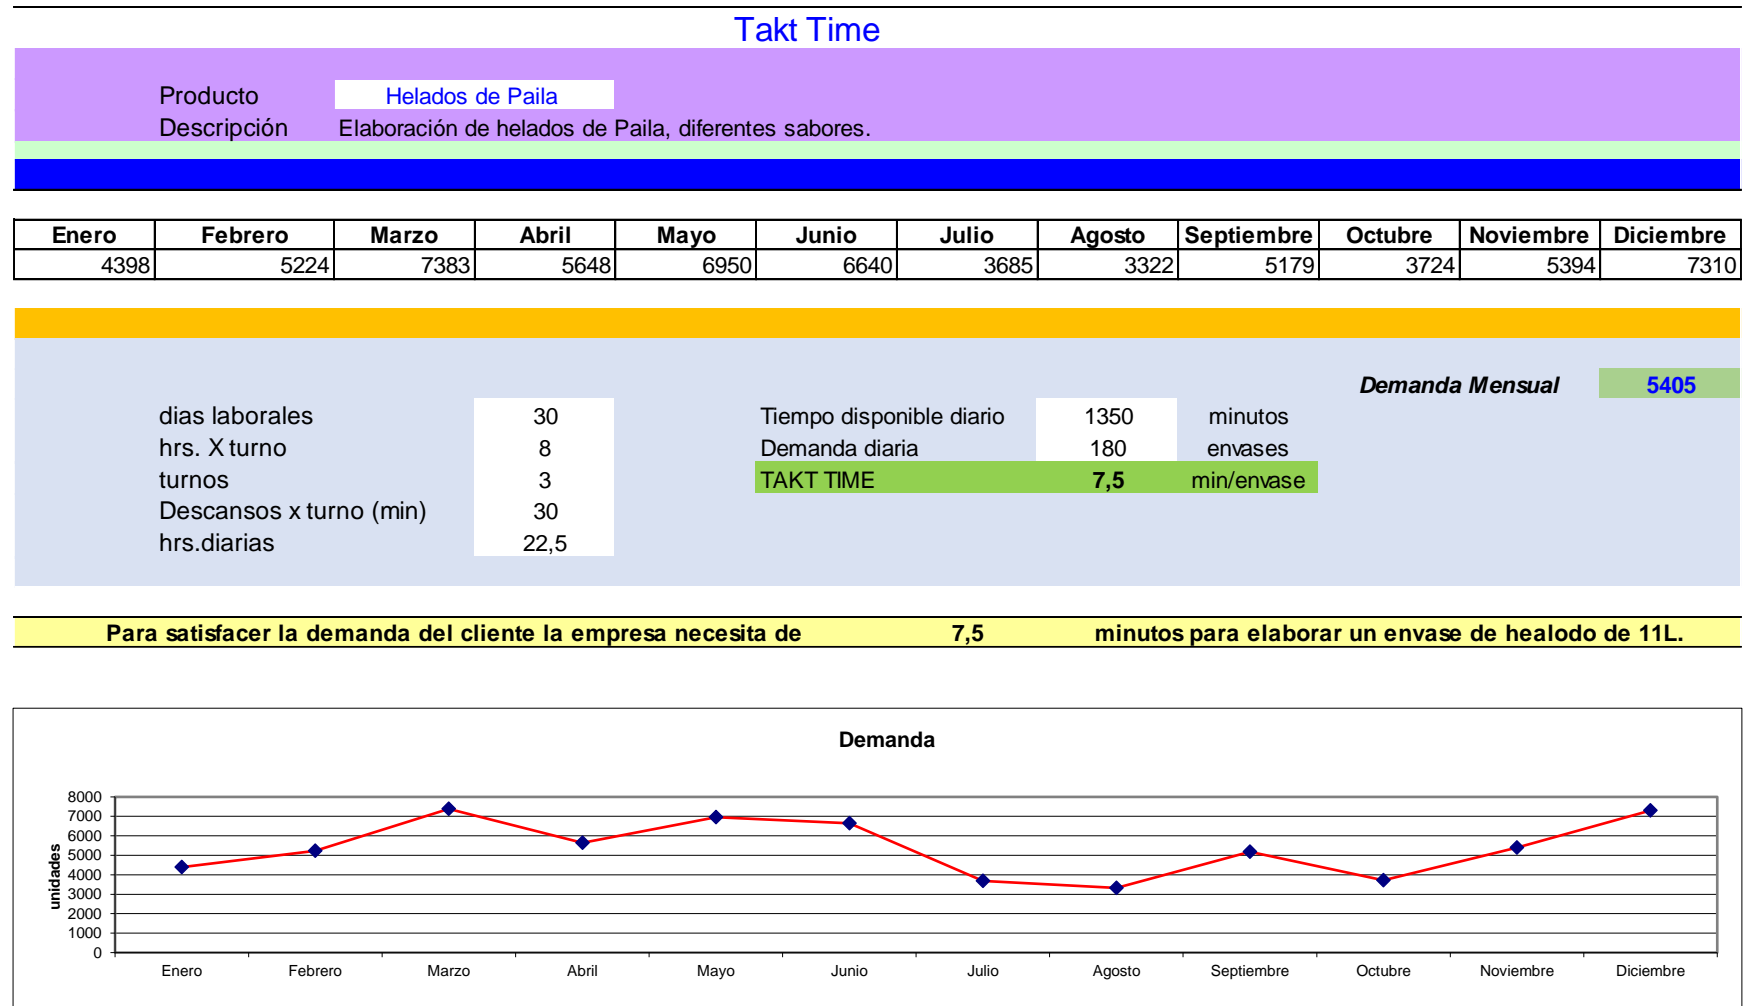 Takt Time
Producto Helados de Paila
Descripción Elaboración de helados de Paila, diferentes sabores.
Enero Febrero Marzo Abril Mayo Junio Julio Agosto Septiembre Octubre Noviembre Diciembre
4398 5224 7383 5648 6950 6640 3685 3322 5179 3724 5394 7310
Demanda Mensual 5405
dias laborales 30 Tiempo disponible diario 1350 minutos
hrs. X turno 8 Demanda diaria 180 envases
turnos 3 TAKT TIME 7,5 min/envase
Descansos x turno (min) 30
hrs.diarias 22,5
Para satisfacer la demanda del cliente la empresa necesita de 7,5 minutos para elaborar un envase de healodo de 11L.
Demanda
unidades
8000
7000
6000
5000
4000
3000
2000
1000
0
Enero Febrero Marzo Abril Mayo Junio Julio Agosto Septiembre Octubre Noviembre Diciembre